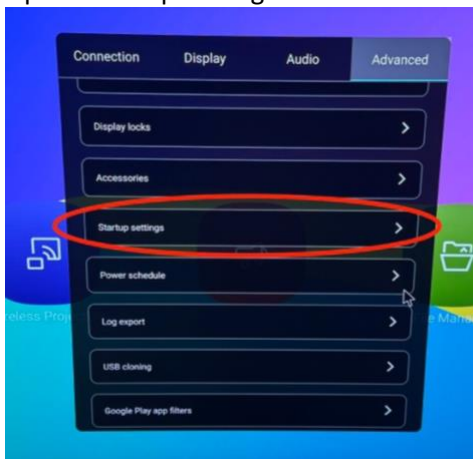 Connection Display Audio Advanced
Display locks
Accessories
Startup settings
Power schedule
Log export
USB cloning
Google Play app filters